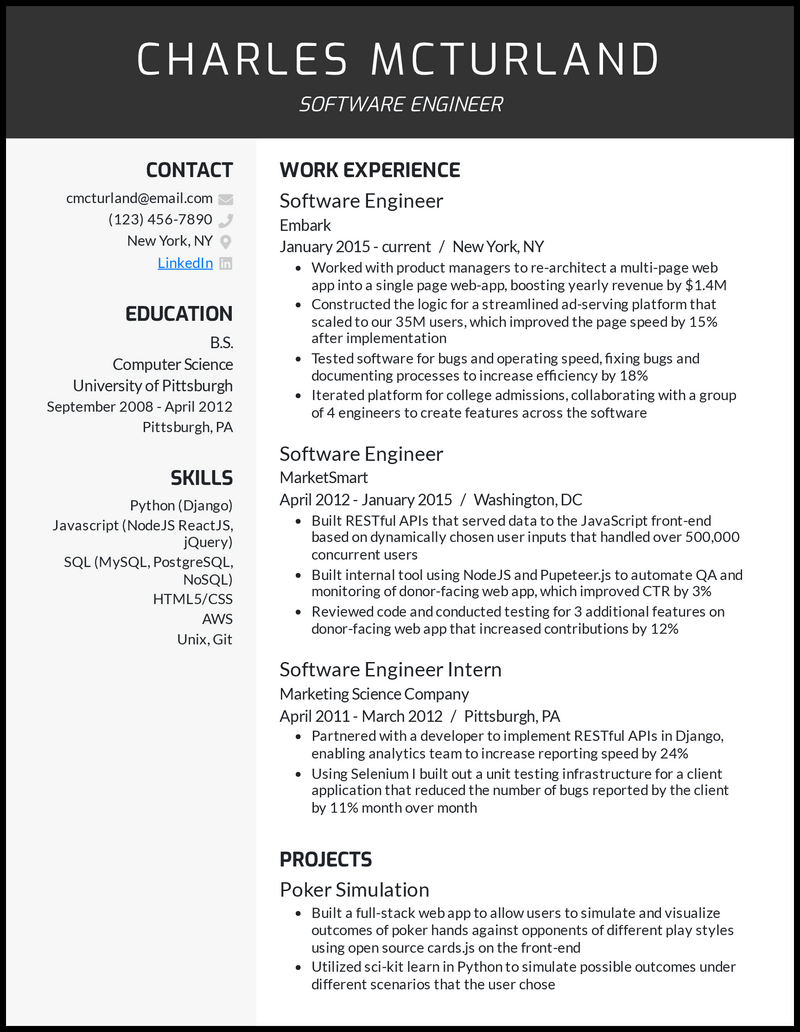 CHARLES MCTURLAND
SOFTWARE ENGINEER
CONTACT
cmcturland@email.com
(123) 456-7890
New York, NY
LinkedIn
EDUCATION
B.S.
Computer Science
University of Pittsburgh
September 2008 - April 2012
Pittsburgh, PA
SKILLS
Python (Django)
Javascript (NodeJS ReactJS,
jQuery)
SQL (MySQL, PostgreSQL,
NoSQL)
HTML5/CSS
AWS
Unix, Git
WORK EXPERIENCE
Software Engineer
Embark
January 2015 - current / New York, NY
• Worked with product managers to re-architect a multi-page web
app into a single page web-app, boosting yearly revenue by $1.4M
• Constructed the logic for a streamlined ad-serving platform that
scaled to our 35M users, which improved the page speed by 15%
after implementation
• Tested software for bugs and operating speed, fixing bugs and
documenting processes to increase efficiency by 18%
• Iterated platform for college admissions, collaborating with a group
of 4 engineers to create features across the software
Software Engineer
MarketSmart
April 2012 - January 2015 / Washington, DC
• Built RESTful APIs that served data to the JavaScript front-end
based on dynamically chosen user inputs that handled over 500,000
concurrent users
• Built internal tool using NodeJS and Pupeteer.js to automate QA and
monitoring of donor-facing web app, which improved CTR by 3%
• Reviewed code and conducted testing for 3 additional features on
donor-facing web app that increased contributions by 12%
Software Engineer Intern
Marketing Science Company
April 2011 - March 2012 / Pittsburgh, PA
• Partnered with a developer to implement RESTful APIs in Django,
enabling analytics team to increase reporting speed by 24%
• Using Selenium I built out a unit testing infrastructure for a client
application that reduced the number of bugs reported by the client
by 11% month over month
PROJECTS
Poker Simulation
• Built a full-stack web app to allow users to simulate and visualize
outcomes of poker hands against opponents of different play styles
using open source cards.js on the front-end
• Utilized sci-kit learn in Python to simulate possible outcomes under
different scenarios that the user chose